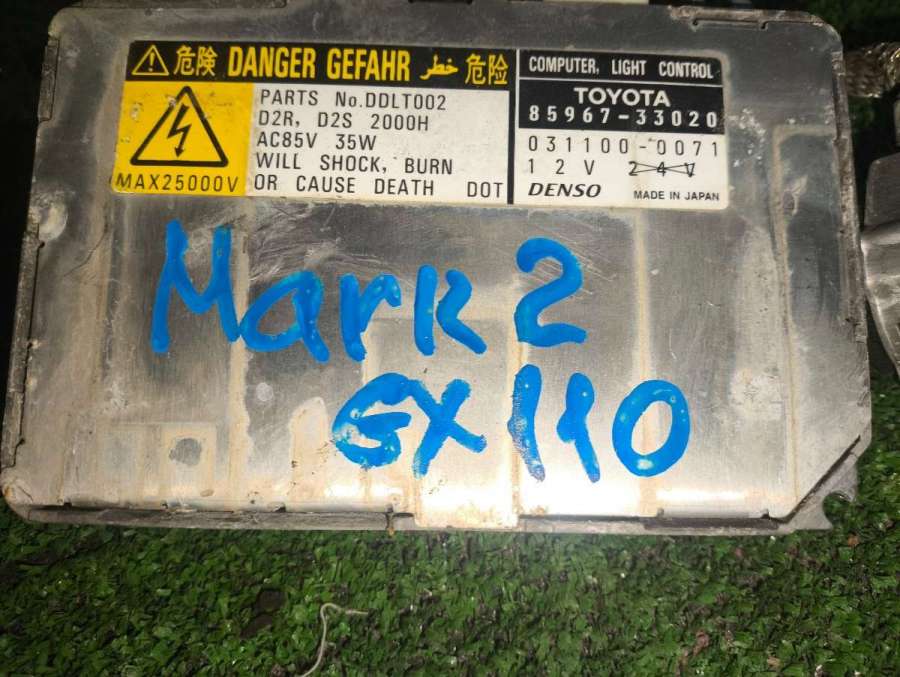 危険 DANGER GEFAHR خطر 危险
PARTS No.DDLT002
D2R, D2S 2000H
AC85V 35W
WILL SHOCK, BURN
OR CAUSE DEATH DOT
MAX25000V
COMPUTER, LIGHT CONTROL
TOYOTA
85967-33020
031100-0071
12V 24V
DENSO MADE IN JAPAN
Mark 2
GX110